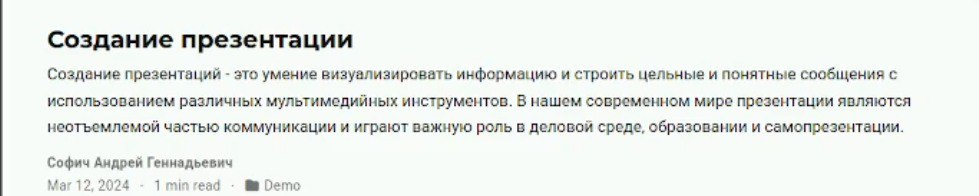 Создание презентации
Создание презентаций - это умение визуализировать информацию и строить цельные и понятные сообщения с
использованием различных мультимедийных инструментов. В нашем современном мире презентации являются
неотъемлемой частью коммуникации и играют важную роль в деловой среде, образовании и самопрезентации.
Софич Андрей Геннадьевич
Mar 12, 2024 · 1 min read · Demo